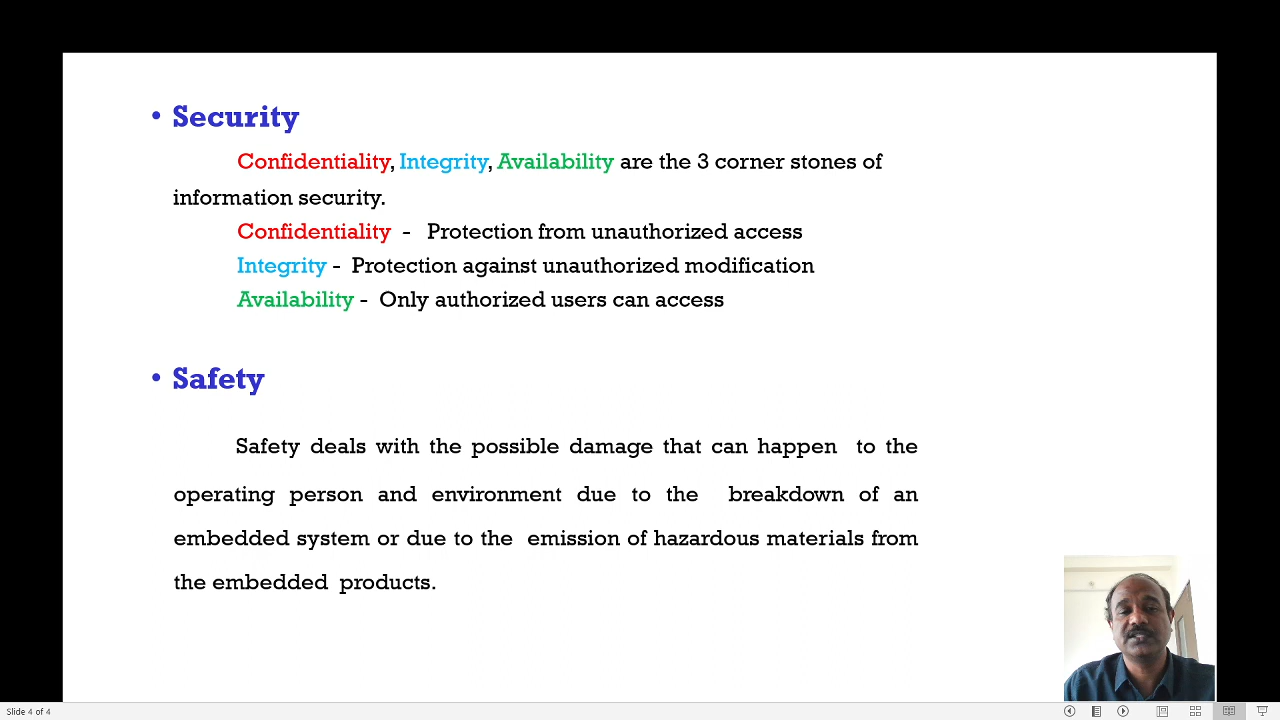 • Security
Confidentiality, Integrity, Availability are the 3 corner stones of
information security.
Confidentiality - Protection from unauthorized access
Integrity - Protection against unauthorized modification
Availability - Only authorized users can access
• Safety
Safety deals with the possible damage that can happen to the
operating person and environment due to the breakdown of an
embedded system or due to the emission of hazardous materials from
the embedded products.
Slide 4 of 4